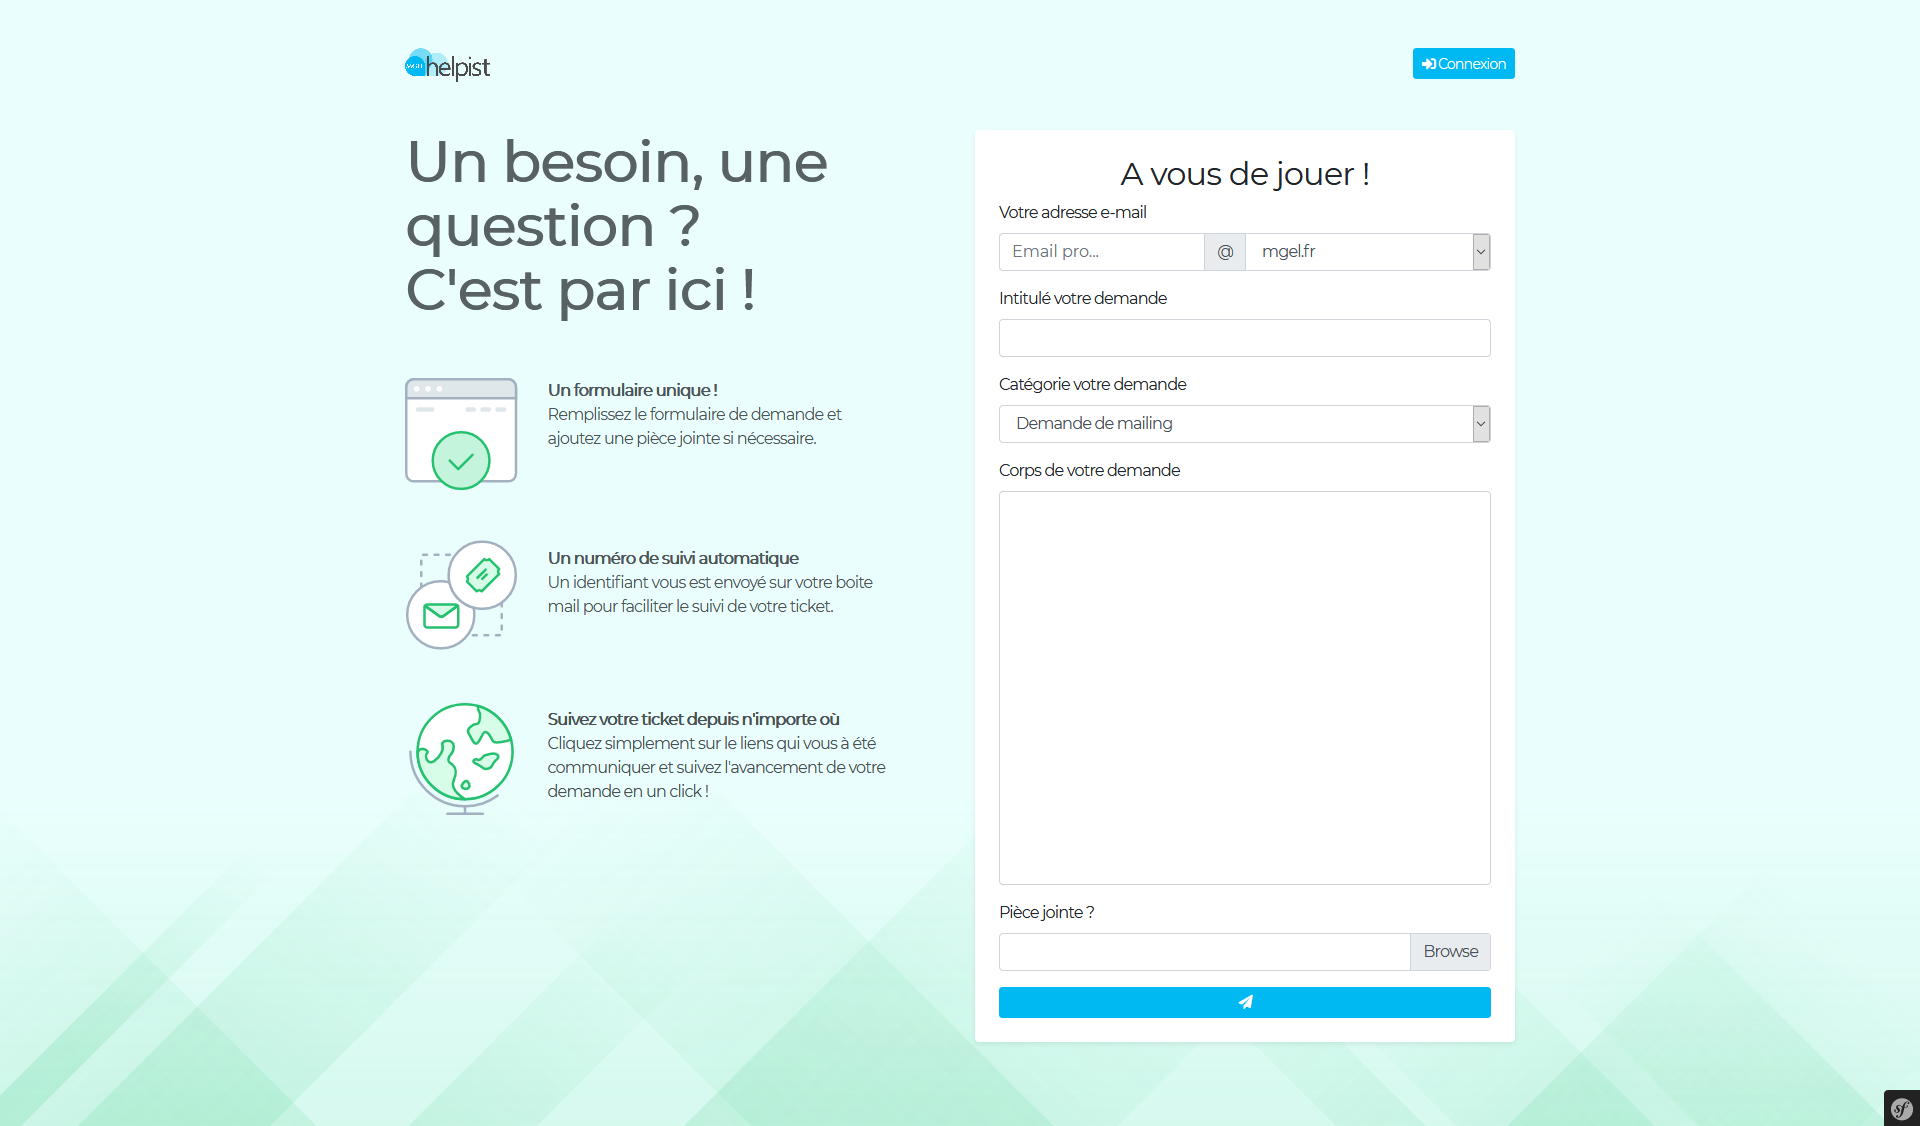 helpist
Connexion
Un besoin, une
question ?
C'est par ici !
Un formulaire unique !
Remplissez le formulaire de demande et
ajoutez une pièce jointe si nécessaire.
Un numéro de suivi automatique
Un identifiant vous est envoyé sur votre boite
mail pour faciliter le suivi de votre ticket.
Suivez votre ticket depuis n'importe où
Cliquez simplement sur le liens qui vous à été
communiquer et suivez l'avancement de votre
demande en un click !
A vous de jouer !
Votre adresse e-mail
Email pro... @ mgel.fr
Intitulé votre demande
Catégorie votre demande
Demande de mailing
Corps de votre demande
Pièce jointe ?
Browse
sf